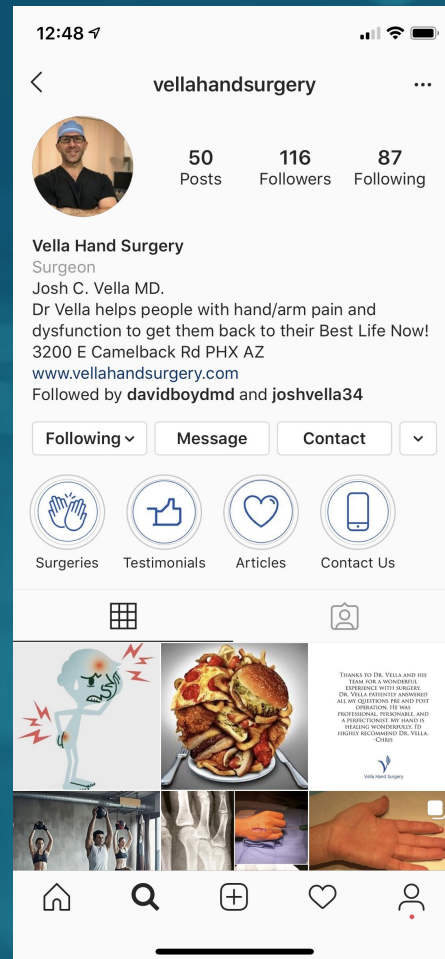 12:48
vellahandsurgery
50 116 87
Posts Followers Following
Vella Hand Surgery
Surgeon
Josh C. Vella MD.
Dr Vella helps people with hand/arm pain and
dysfunction to get them back to their Best Life Now!
3200 E Camelback Rd PHX AZ
www.vellahandsurgery.com
Followed by davidboydmd and joshvella34
Following Message Contact
Surgeries Testimonials Articles Contact Us
THANKS TO DR. VELLA AND HIS
TEAM FOR A WONDERFUL
EXPERIENCE WITH SURGERY.
DR. VELLA PATIENTLY ANSWERED
ALL MY QUESTIONS PRE AND POST
OPERATION. HE WAS
PROFESSIONAL, PERSONABLE, AND
A PERFECTIONIST. MY HAND IS
HEALING WONDERFULLY. I'D
HIGHLY RECOMMEND DR. VELLA.
-CHRIS
Vella Hand Surgery